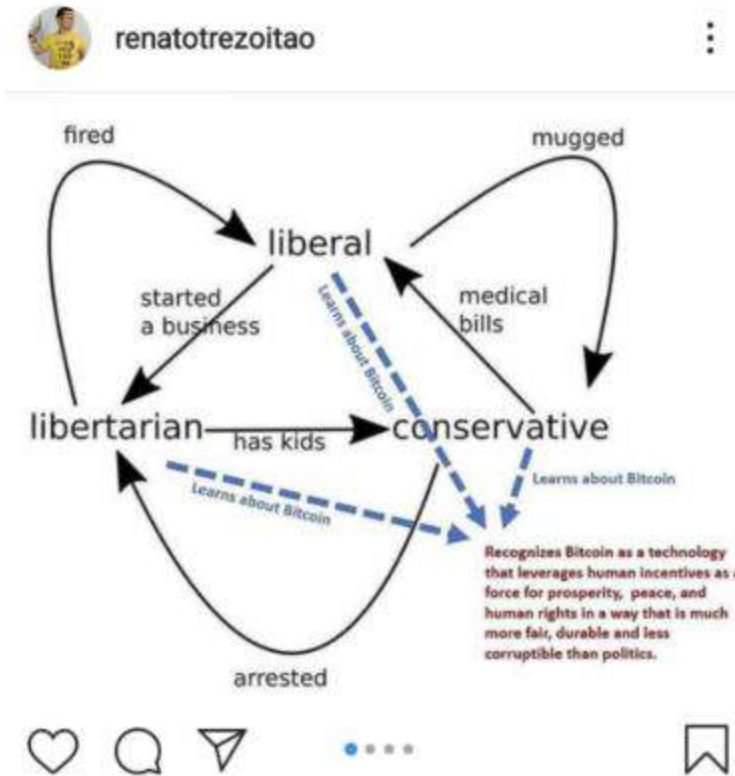 renatotrezoitao
fired
mugged
liberal
started
a business
medical
bills
Learns about Bitcoin
libertarian
has kids
conservative
Learns about Bitcoin
Learns about Bitcoin
Recognizes Bitcoin as a technology
that leverages human incentives as a
force for prosperity, peace, and
human rights in a way that is much
more fair, durable and less
corruptible than politics.
arrested